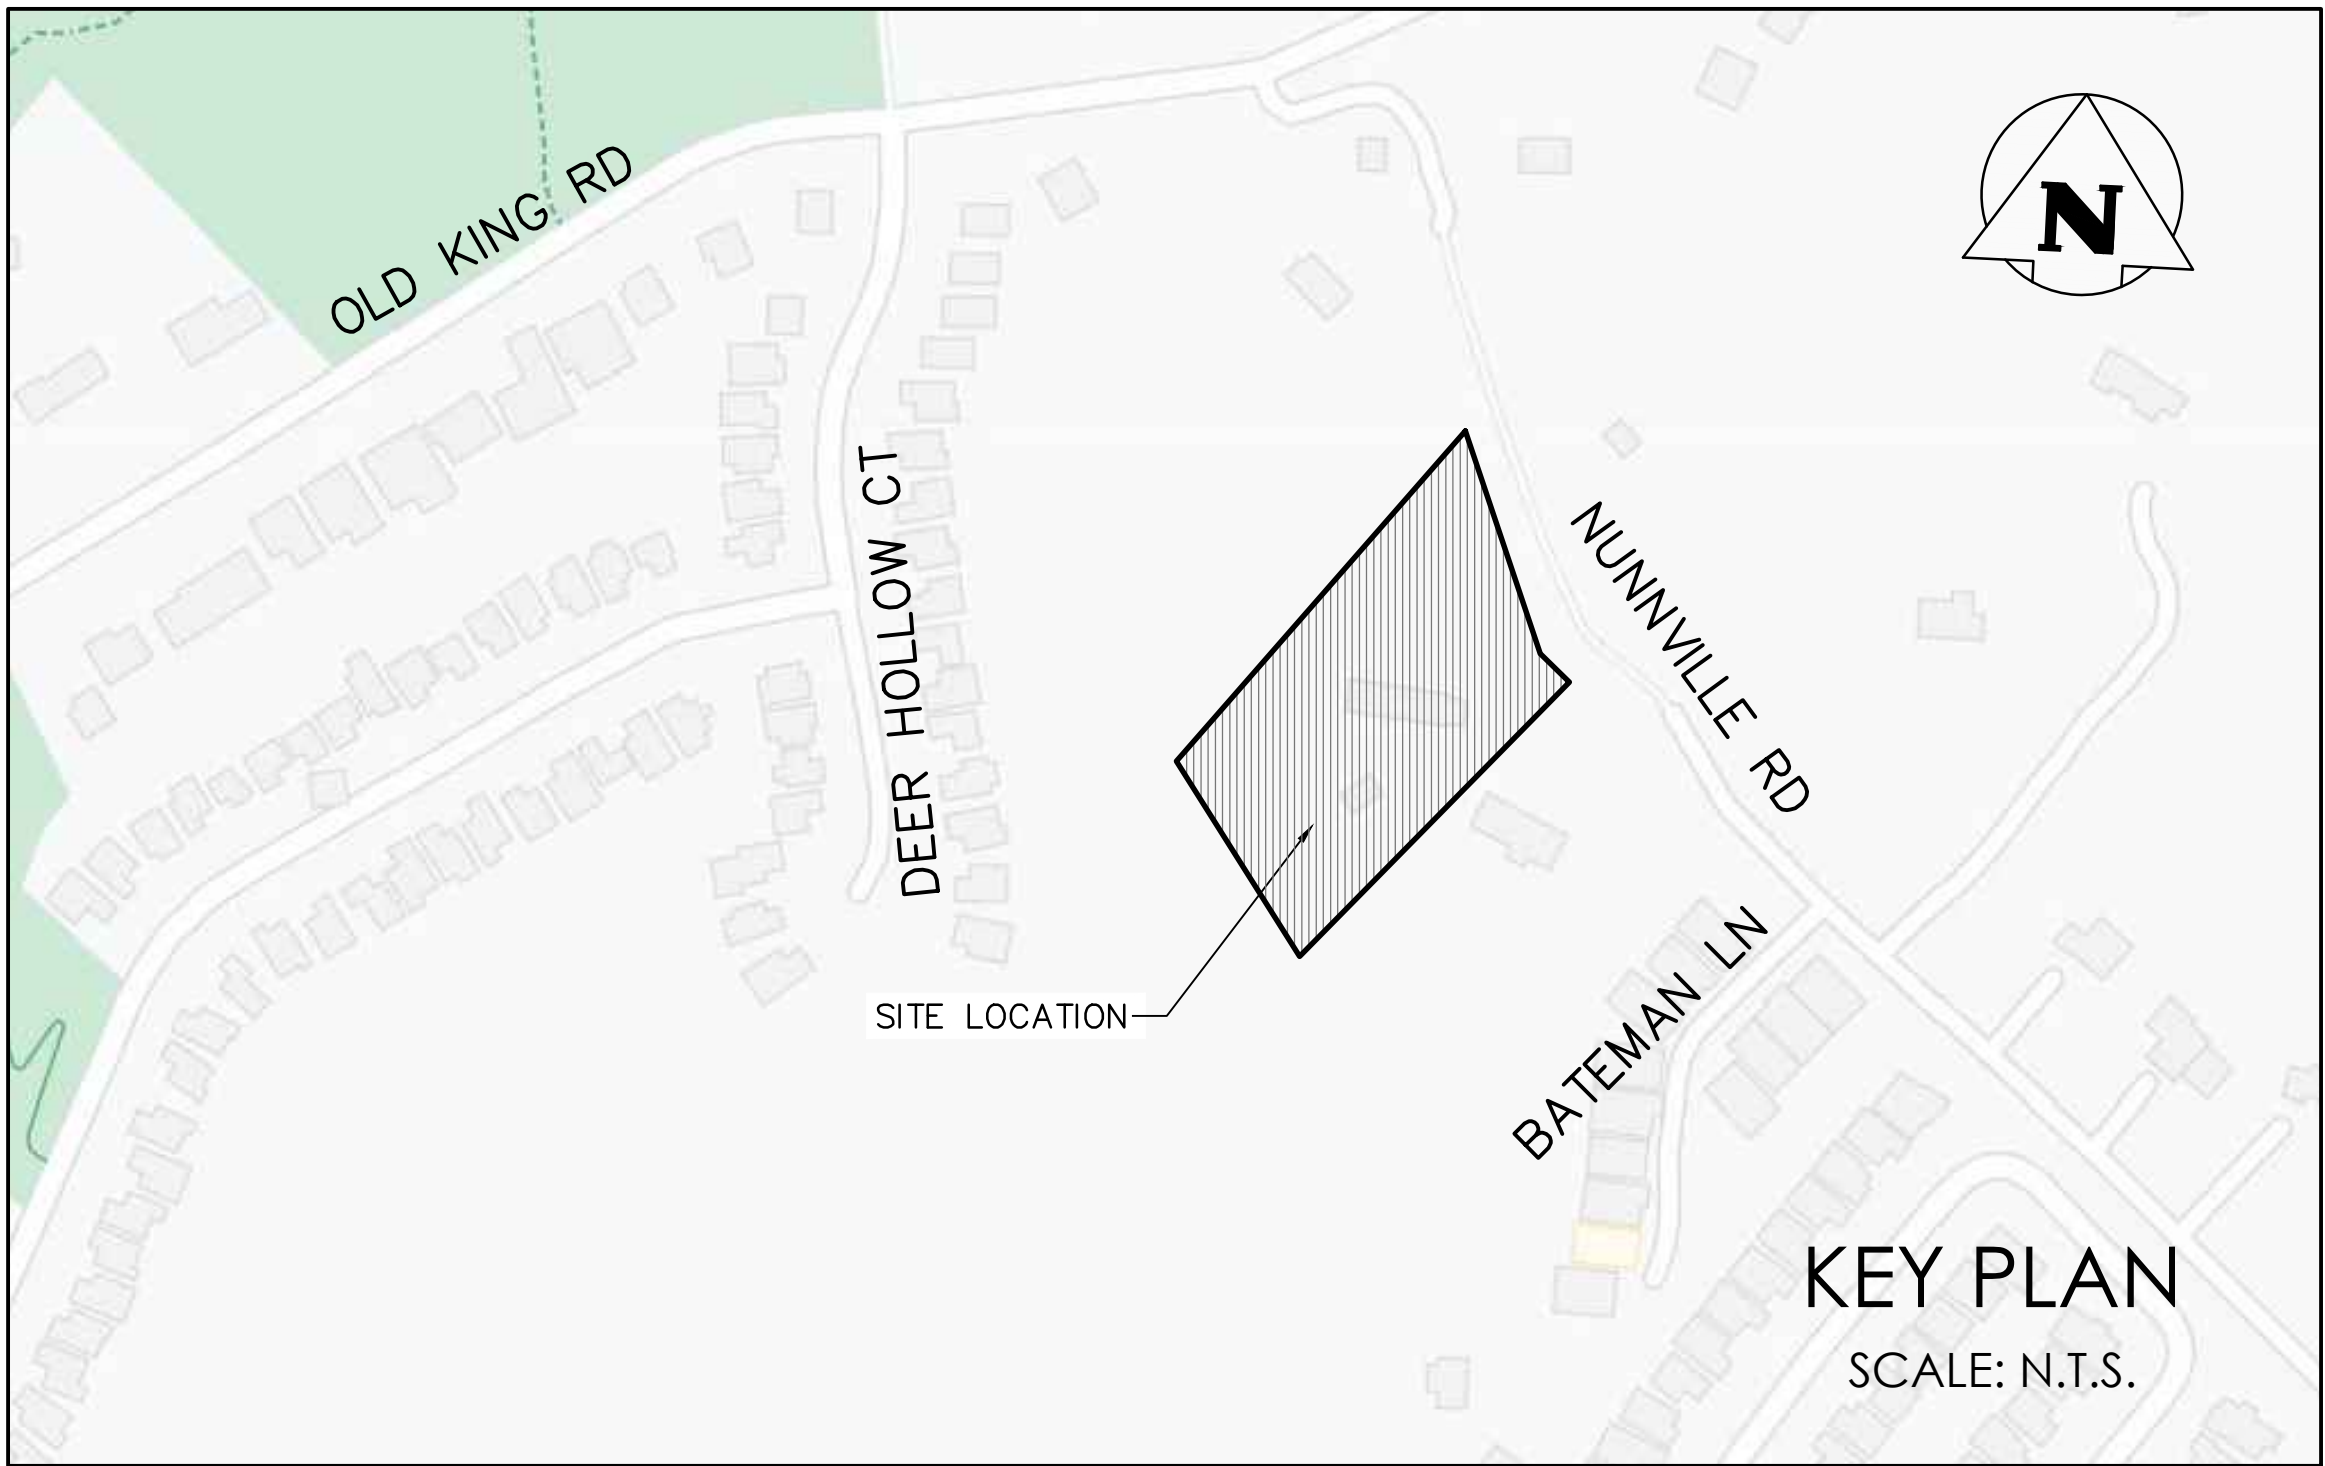 OLD KING RD
N
DEER HOLLOW CT
NUNNVILLE RD
BATEMAN LN
SITE LOCATION
KEY PLAN
SCALE: N.T.S.